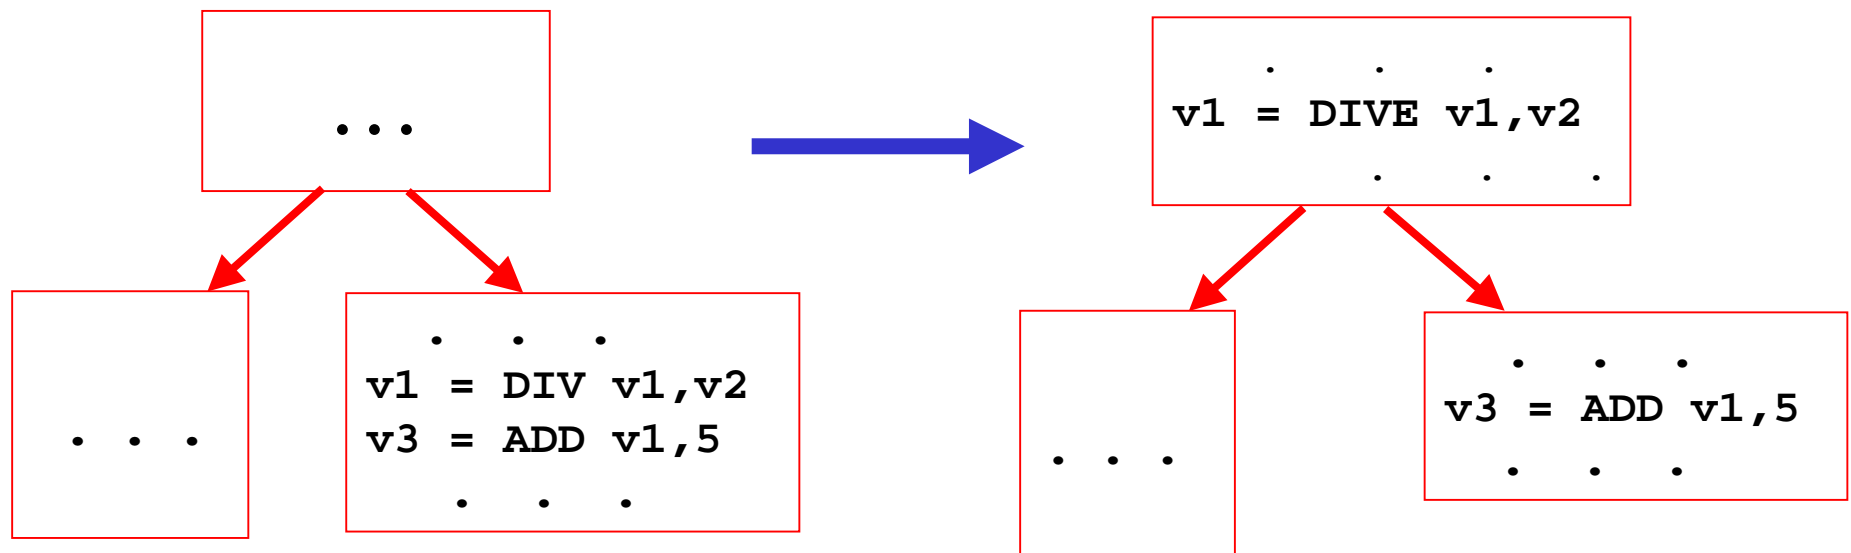 ...
. . .
v1 = DIV v1,v2
v3 = ADD v1,5
. . .
. . .
. . .
v1 = DIVE v1,v2
. . .
. . .
. . .
v3 = ADD v1,5
. . .